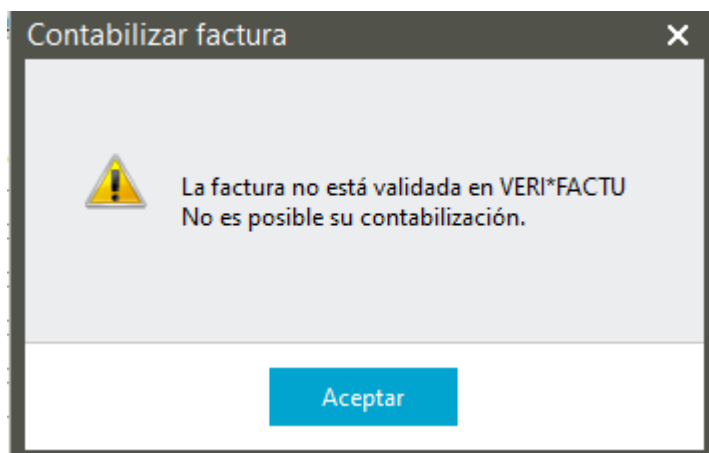 Contabilizar factura
La factura no está validada en VERI*FACTU
No es posible su contabilización.
Aceptar